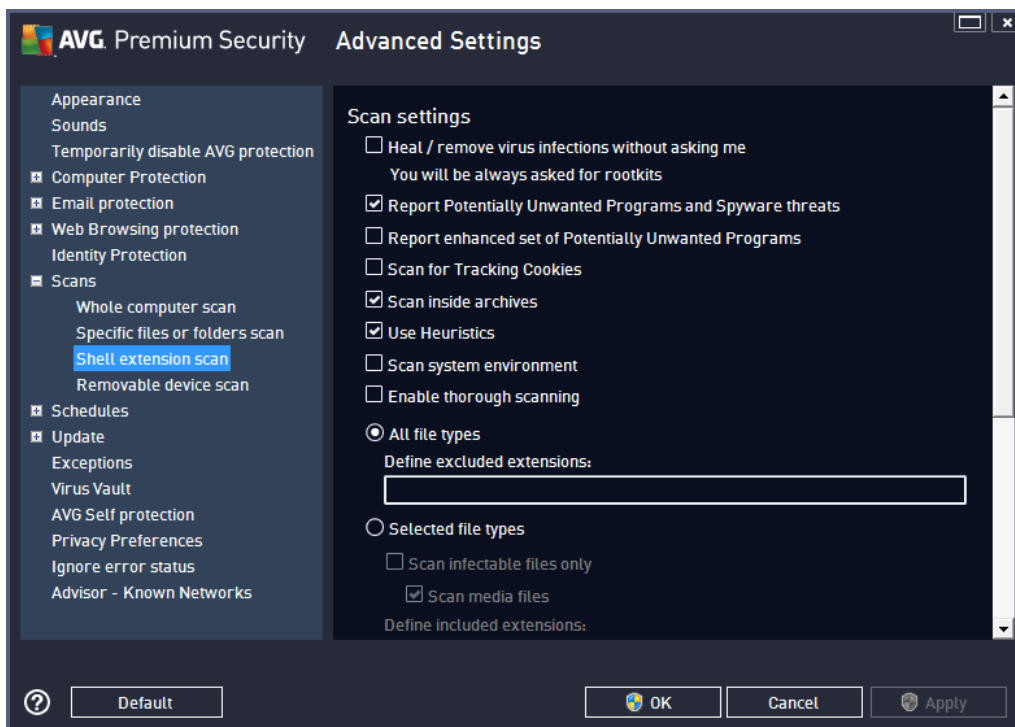 AVG. Premium Security Advanced Settings
Appearance
Sounds
Temporarily disable AVG protection
Computer Protection
Email protection
Web Browsing protection
Identity Protection
Scans
Whole computer scan
Specific files or folders scan
Shell extension scan
Removable device scan
Schedules
Update
Exceptions
Virus Vault
AVG Self protection
Privacy Preferences
Ignore error status
Advisor - Known Networks
Scan settings
Heal / remove virus infections without asking me
You will be always asked for rootkits
Report Potentially Unwanted Programs and Spyware threats
Report enhanced set of Potentially Unwanted Programs
Scan for Tracking Cookies
Scan inside archives
Use Heuristics
Scan system environment
Enable thorough scanning
All file types
Define excluded extensions:
Selected file types
Scan infectable files only
Scan media files
Define included extensions:
Default
OK
Cancel
Apply